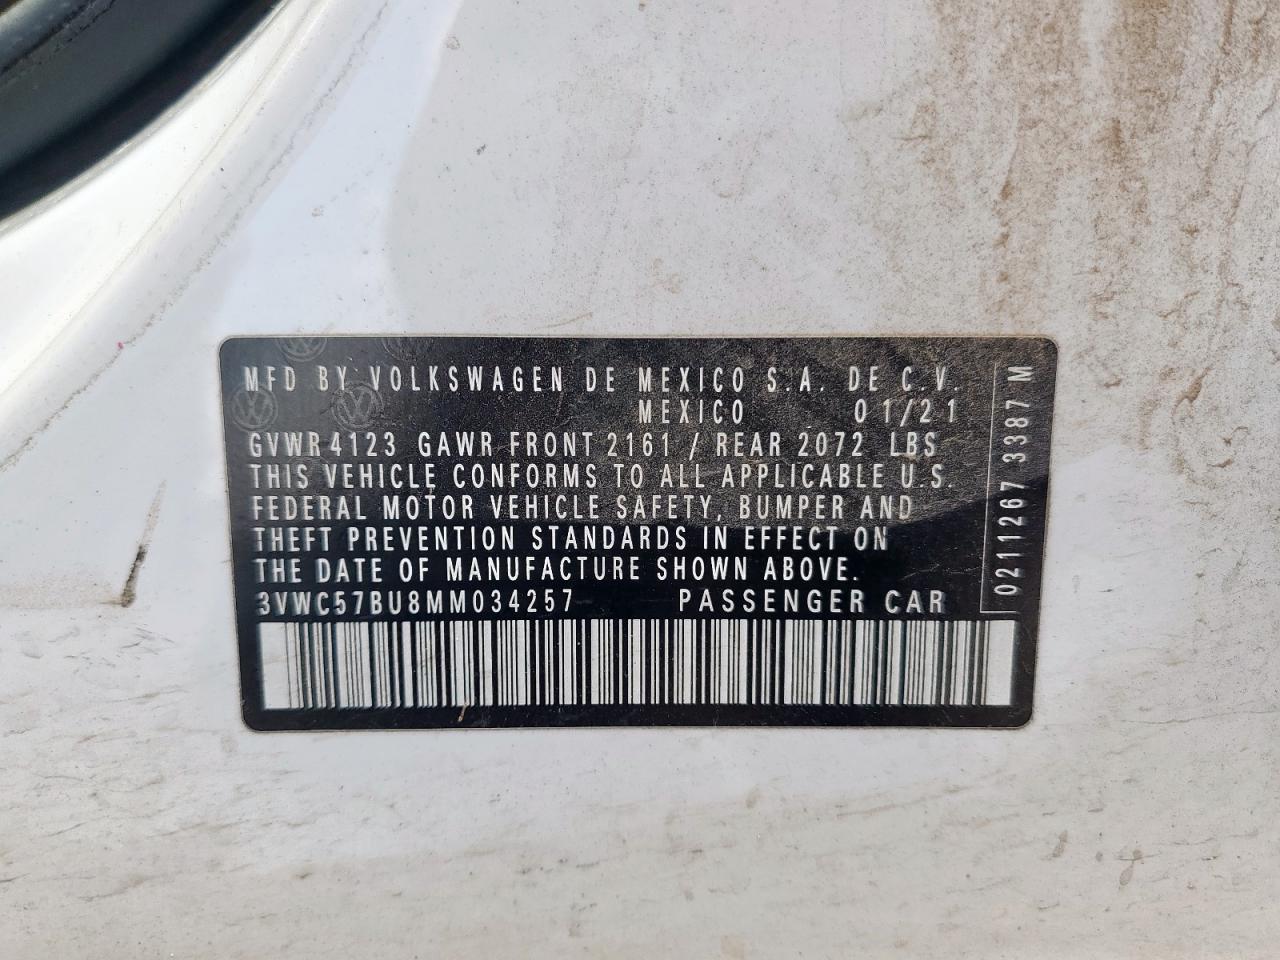 MFD BY VOLKSWAGEN DE MEXICO S.A. DE C.V.
MEXICO 01/21
GVWR 4123 GAWR FRONT 2161 / REAR 2072 LBS
THIS VEHICLE CONFORMS TO ALL APPLICABLE U.S.
FEDERAL MOTOR VEHICLE SAFETY, BUMPER AND
THEFT PREVENTION STANDARDS IN EFFECT ON
THE DATE OF MANUFACTURE SHOWN ABOVE.
3VWC57BU8MM034257 PASSENGER CAR
0211267 3387 M